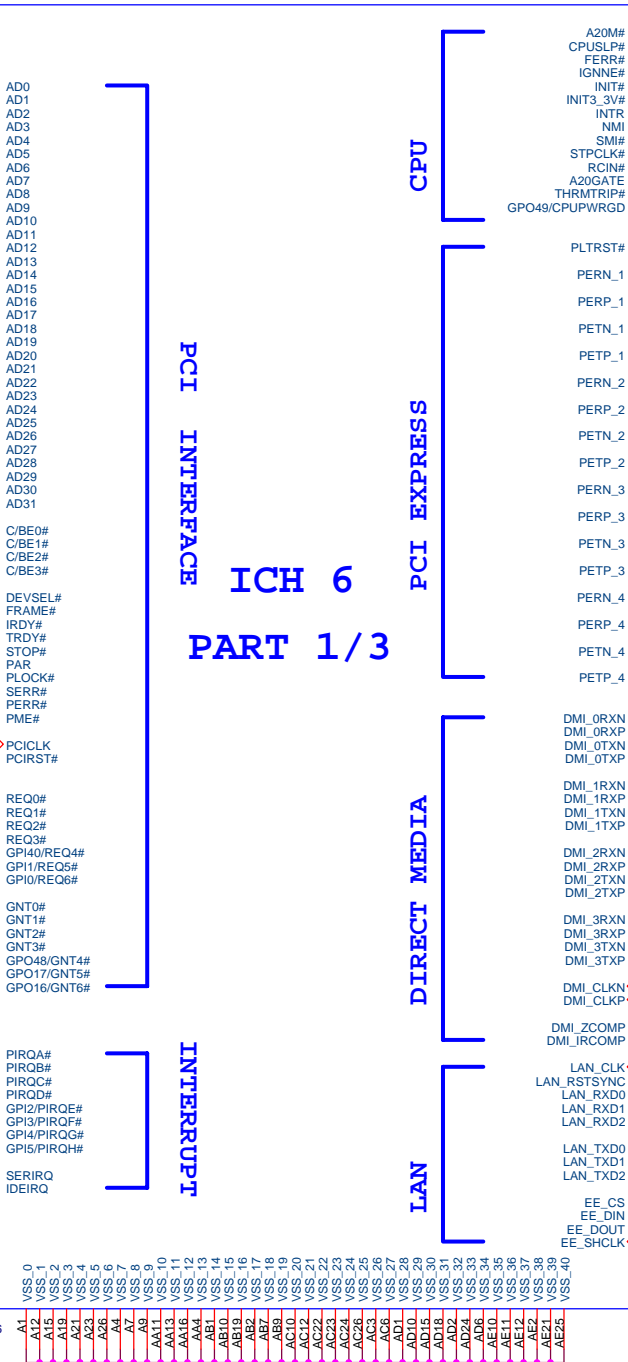 A20M#
CPUSLP#
FERR#
IGNNE#
INIT#
INIT3_3V#
INTR
NMI
SMI#
STPCLK#
RCIN#
A20GATE
THRMTRIP#
GPO49/CPUPWRGD
CPU
AD0
AD1
AD2
AD3
AD4
AD5
AD6
AD7
AD8
AD9
AD10
AD11
AD12
AD13
AD14
AD15
AD16
AD17
AD18
AD19
AD20
AD21
AD22
AD23
AD24
AD25
AD26
AD27
AD28
AD29
AD30
AD31
C/BE0#
C/BE1#
C/BE2#
C/BE3#
DEVSEL#
FRAME#
IRDY#
TRDY#
STOP#
PAR
PLOCK#
SERR#
PERR#
PME#
PCICLK
PCIRST#
REQ0#
REQ1#
REQ2#
REQ3#
GPI40/REQ4#
GPI1/REQ5#
GPI0/REQ6#
GNT0#
GNT1#
GNT2#
GNT3#
GPO48/GNT4#
GPO17/GNT5#
GPO16/GNT6#
PCI INTERFACE
ICH 6
PART 1/3
PLTRST#
PERN_1
PERP_1
PETN_1
PETP_1
PERN_2
PERP_2
PETN_2
PETP_2
PERN_3
PERP_3
PETN_3
PETP_3
PERN_4
PERP_4
PETN_4
PETP_4
PCI EXPRESS
DMI_0RXN
DMI_0RXP
DMI_0TXN
DMI_0TXP
DMI_1RXN
DMI_1RXP
DMI_1TXN
DMI_1TXP
DMI_2RXN
DMI_2RXP
DMI_2TXN
DMI_2TXP
DMI_3RXN
DMI_3RXP
DMI_3TXN
DMI_3TXP
DMI_CLKN
DMI_CLKP
DMI_ZCOMP
DMI_IRCOMP
DIRECT MEDIA
PIRQA#
PIRQB#
PIRQC#
PIRQD#
GPI2/PIRQE#
GPI3/PIRQF#
GPI4/PIRQG#
GPI5/PIRQH#
SERIRQ
IDEIRQ
INTERRUPT
LAN_CLK
LAN_RSTSYNC
LAN_RXD0
LAN_RXD1
LAN_RXD2
LAN_TXD0
LAN_TXD1
LAN_TXD2
EE_CS
EE_DIN
EE_DOUT
EE_SHCLK
LAN
VSS_0
VSS_1
VSS_2
VSS_3
VSS_4
VSS_5
VSS_6
VSS_7
VSS_8
VSS_9
VSS_10
VSS_11
VSS_12
VSS_13
VSS_14
VSS_15
VSS_16
VSS_17
VSS_18
VSS_19
VSS_20
VSS_21
VSS_22
VSS_23
VSS_24
VSS_25
VSS_26
VSS_27
VSS_28
VSS_29
VSS_30
VSS_31
VSS_32
VSS_33
VSS_34
VSS_35
VSS_36
VSS_37
VSS_38
VSS_39
VSS_40
A1
A12
A15
A19
A21
A23
A26
A4
A7
A9
AA11
AA13
AA16
AA4
AB1
AB10
AB19
AB2
AB7
AB9
AC10
AC12
AC22
AC23
AC24
AC26
AC3
AC6
AD1
AD10
AD15
AD18
AD2
AD24
AD6
AE10
AE11
AE12
AE2
AE21
AE25